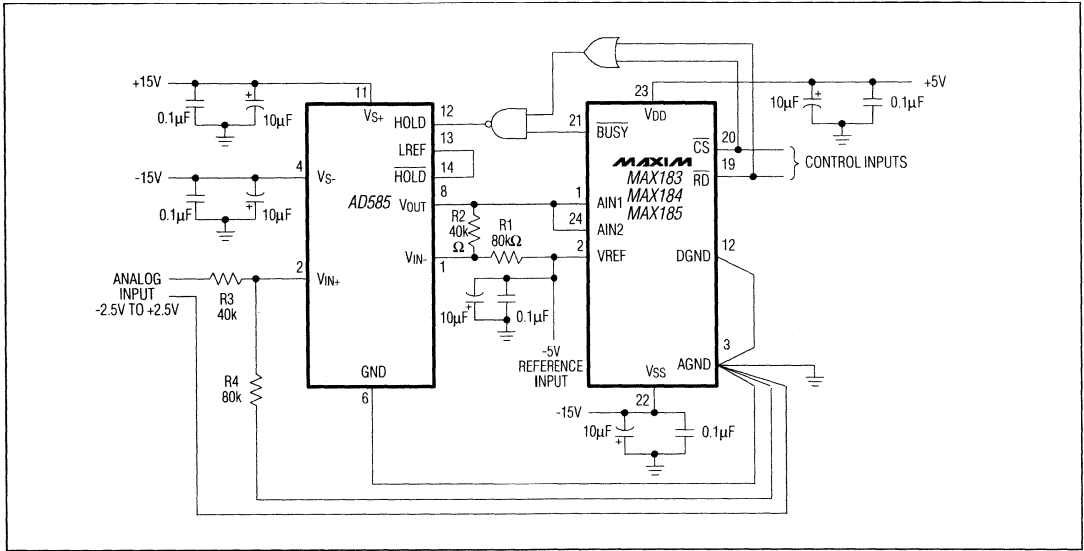 +15V
0.1µF
+
10µF
11
VS+
-15V
0.1µF
+
10µF
4
VS-
ANALOG
INPUT
-2.5V TO +2.5V
R3
40k
2
VIN+
R4
80k
AD585
HOLD
12
LREF
13
HOLD
14
VOUT
8
VIN-
1
GND
6
R2
40k
Ω
R1
80kΩ
+
10µF
0.1µF
-5V
REFERENCE
INPUT
23
VDD
+5V
10µF
+
0.1µF
21
BUSY
CS
20
RD
19
CONTROL INPUTS
MAXIM
MAX183
MAX184
MAX185
1
AIN1
24
AIN2
2
VREF
DGND
12
AGND
3
VSS
22
-15V
10µF
+
0.1µF